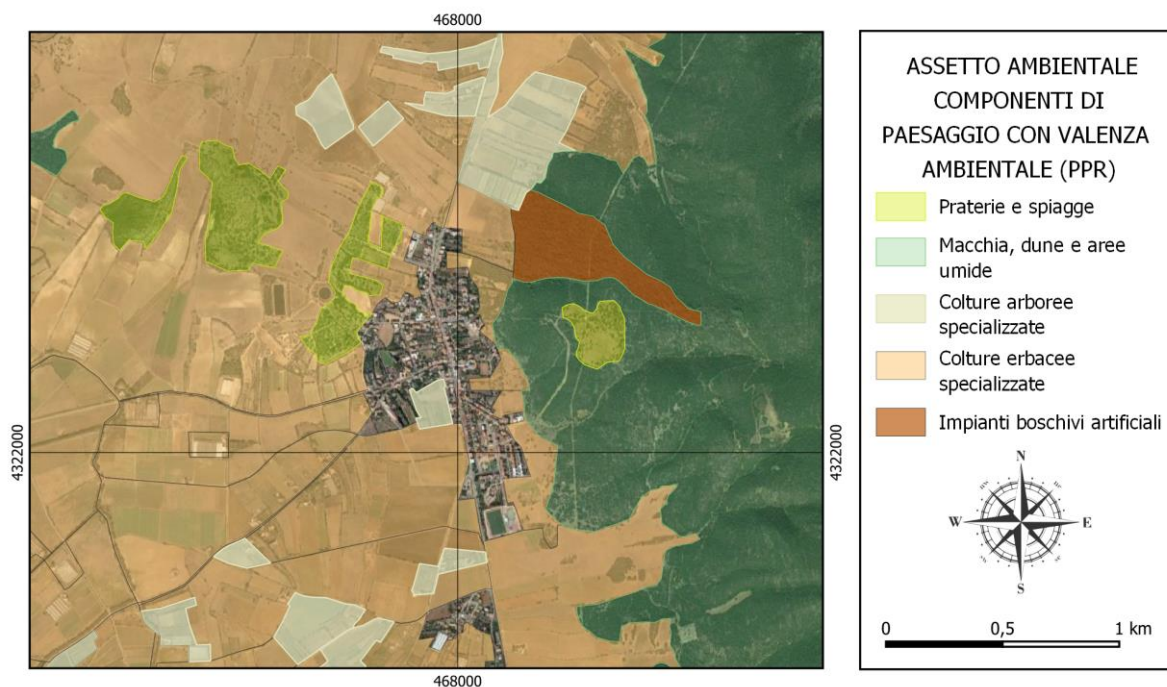 468000
4322000
4322000
468000
ASSETTO AMBIENTALE
COMPONENTI DI
PAESAGGIO CON VALENZA
AMBIENTALE (PPR)
Praterie e spiagge
Macchia, dune e aree
umide
Colture arboree
specializzate
Colture erbacee
specializzate
Impianti boschivi artificiali
N
W
E
S
0
0,5
1 km